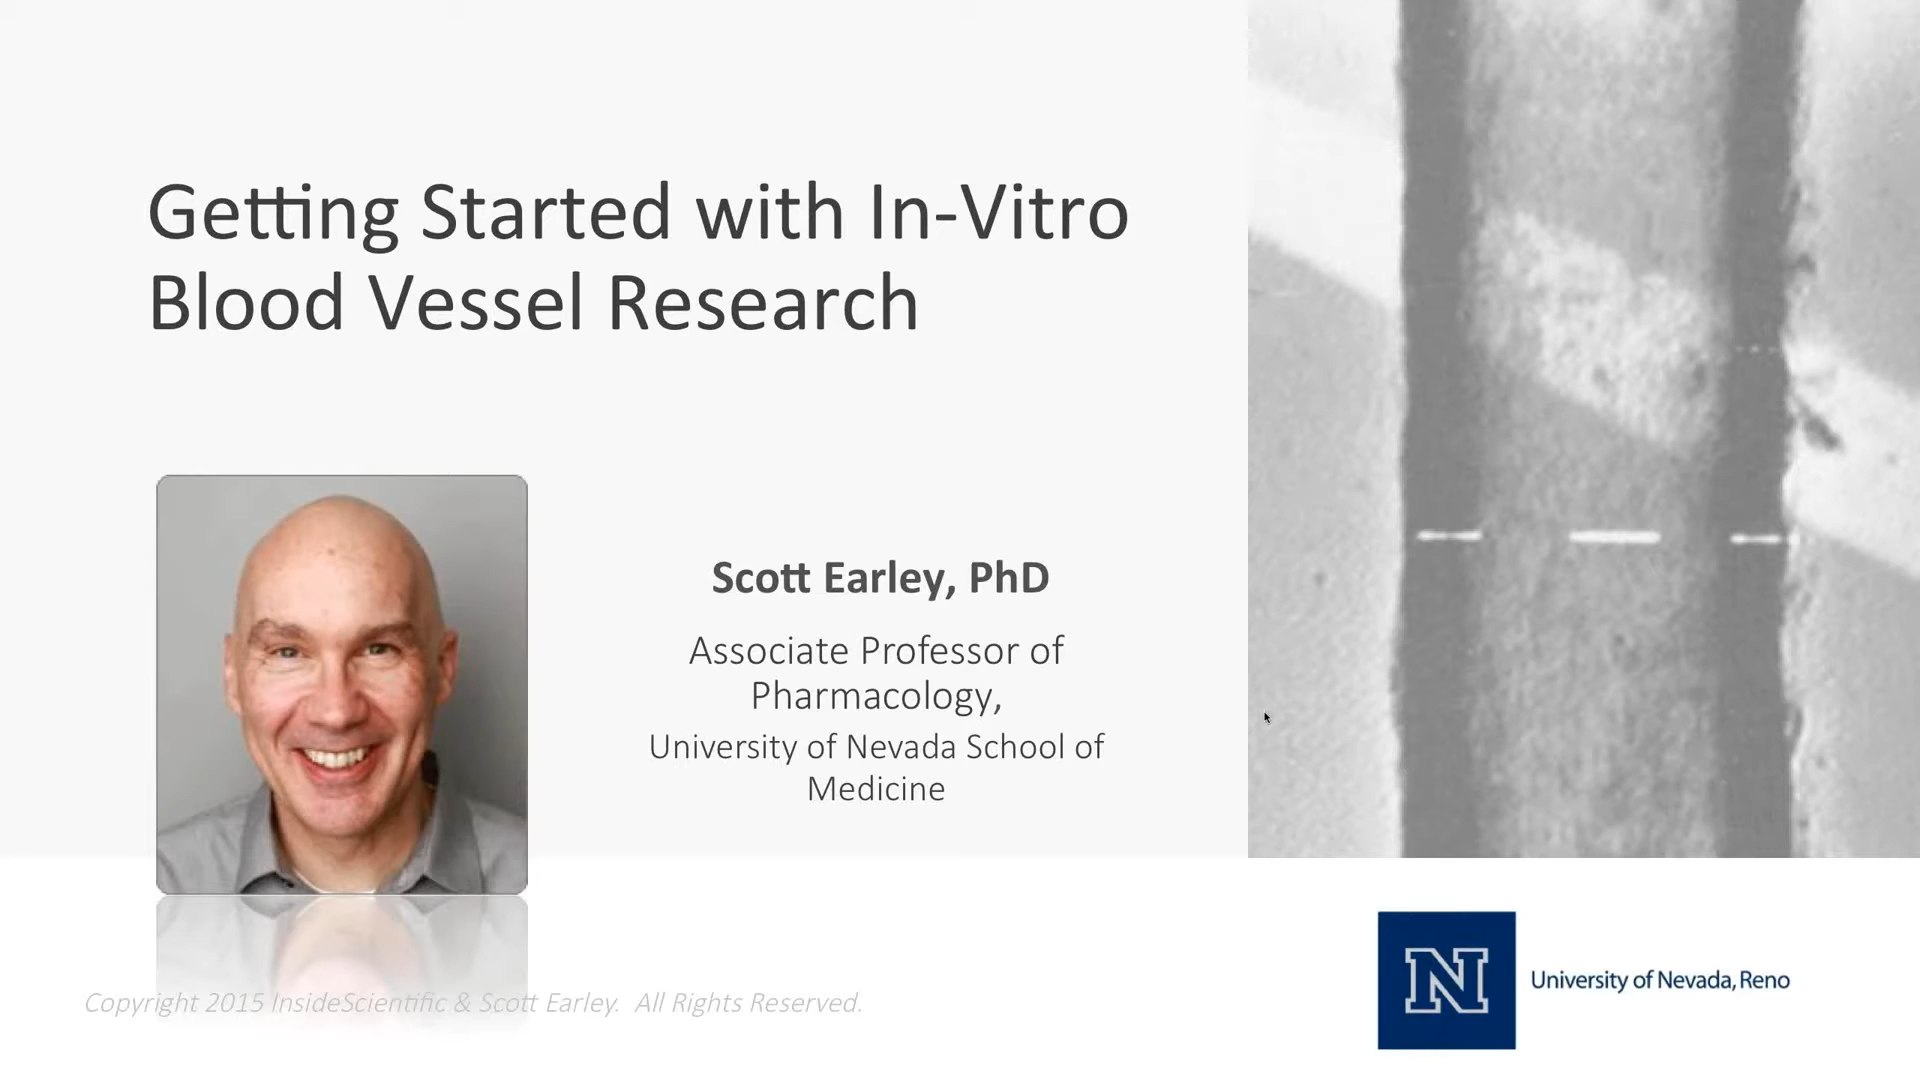 Getting Started with In-Vitro
Blood Vessel Research
Scott Earley, PhD
Associate Professor of
Pharmacology,
University of Nevada School of
Medicine
Copyright 2015 InsideScientific & Scott Earley.  All Rights Reserved.
N
University of Nevada, Reno